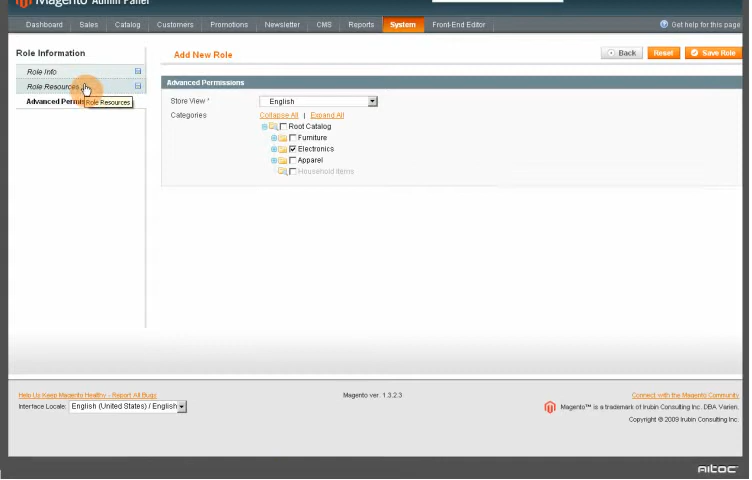 Magento Admin Panel
Dashboard Sales Catalog Customers Promotions Newsletter CMS Reports System Front-End Editor Get help for this page
Role Information
Role Info
Role Resources
Advanced
Role Resources
Add New Role
Back Reset Save Role
Advanced Permissions
Store View * English
Categories Collapse All | Expand All
Root Catalog
Furniture
Electronics
Apparel
Household Items
Help Us Keep Magento Healthy - Report All Bugs
Interface Locale: English (United States) / English
Magento ver. 1.3.2.3
Connect with the Magento Community
Magento™ is a trademark of Irubin Consulting Inc. DBA Varien.
Copyright © 2009 Irubin Consulting Inc.
AITOC